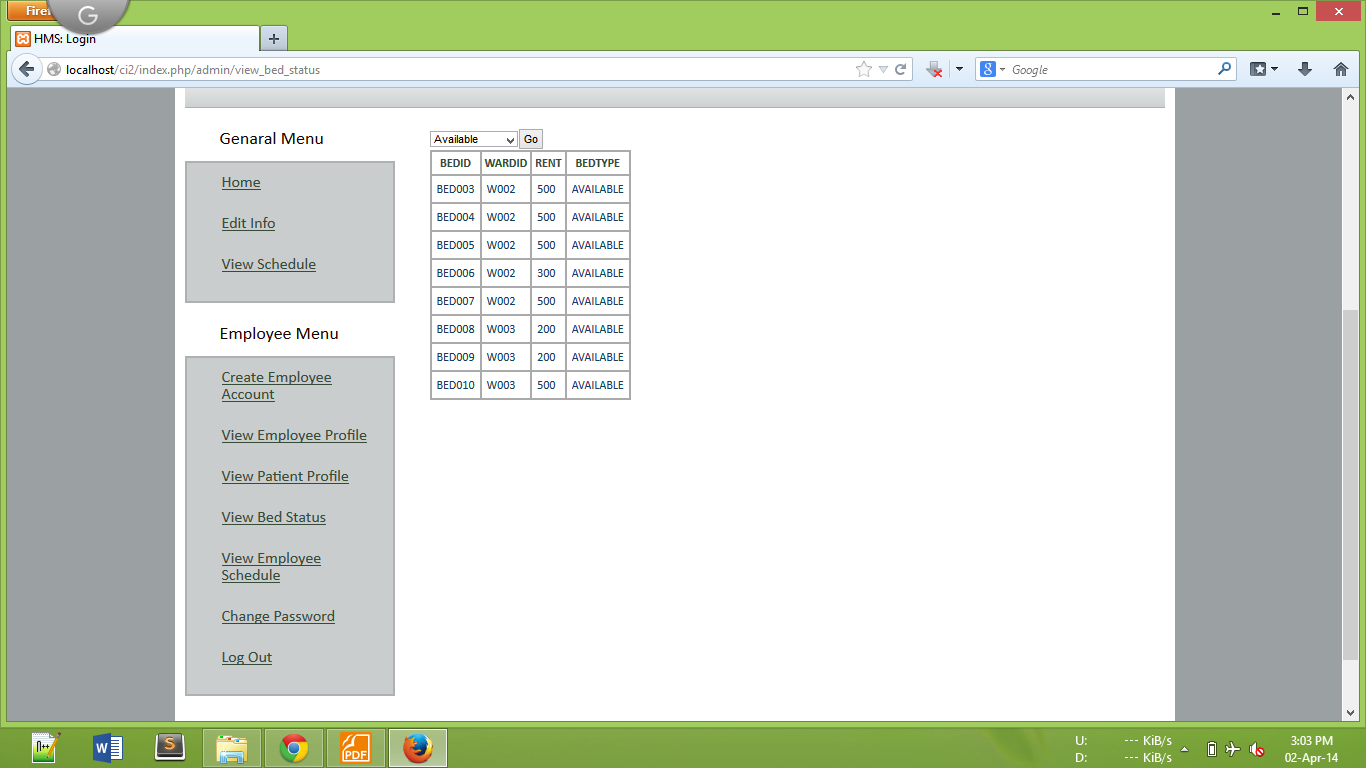 Firef
G
HMS: Login
localhost/ci2/index.php/admin/view_bed_status
Google
Genaral Menu
Home
Edit Info
View Schedule
Employee Menu
Create Employee
Account
View Employee Profile
View Patient Profile
View Bed Status
View Employee
Schedule
Change Password
Log Out
Available Go
BEDID WARDID RENT BEDTYPE
BED003 W002 500 AVAILABLE
BED004 W002 500 AVAILABLE
BED005 W002 500 AVAILABLE
BED006 W002 300 AVAILABLE
BED007 W002 500 AVAILABLE
BED008 W003 200 AVAILABLE
BED009 W003 200 AVAILABLE
BED010 W003 500 AVAILABLE
PDF
U: --- KiB/s
D: --- KiB/s
3:03 PM
02-Apr-14